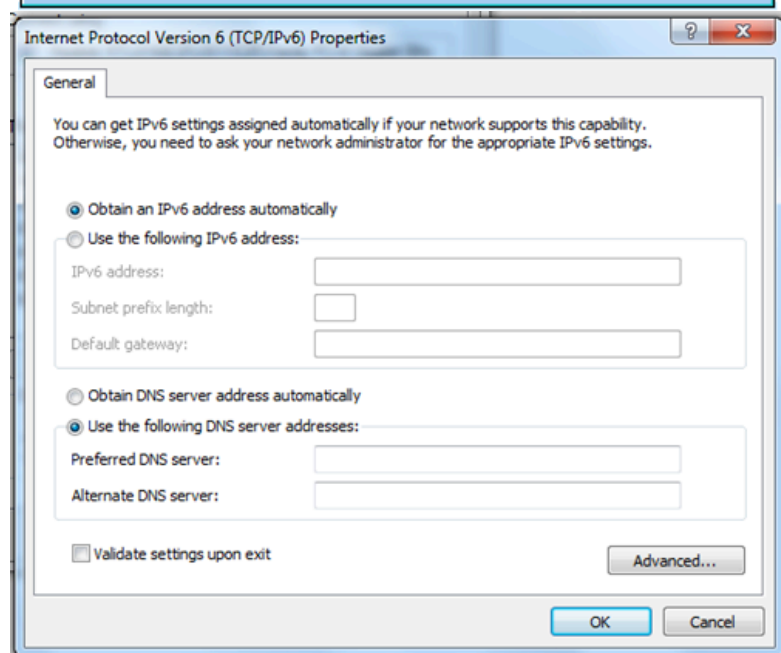 Internet Protocol Version 6 (TCP/IPv6) Properties
General
You can get IPv6 settings assigned automatically if your network supports this capability.
Otherwise, you need to ask your network administrator for the appropriate IPv6 settings.
Obtain an IPv6 address automatically
Use the following IPv6 address:
IPv6 address:
Subnet prefix length:
Default gateway:
Obtain DNS server address automatically
Use the following DNS server addresses:
Preferred DNS server:
Alternate DNS server:
Validate settings upon exit
Advanced...
OK
Cancel